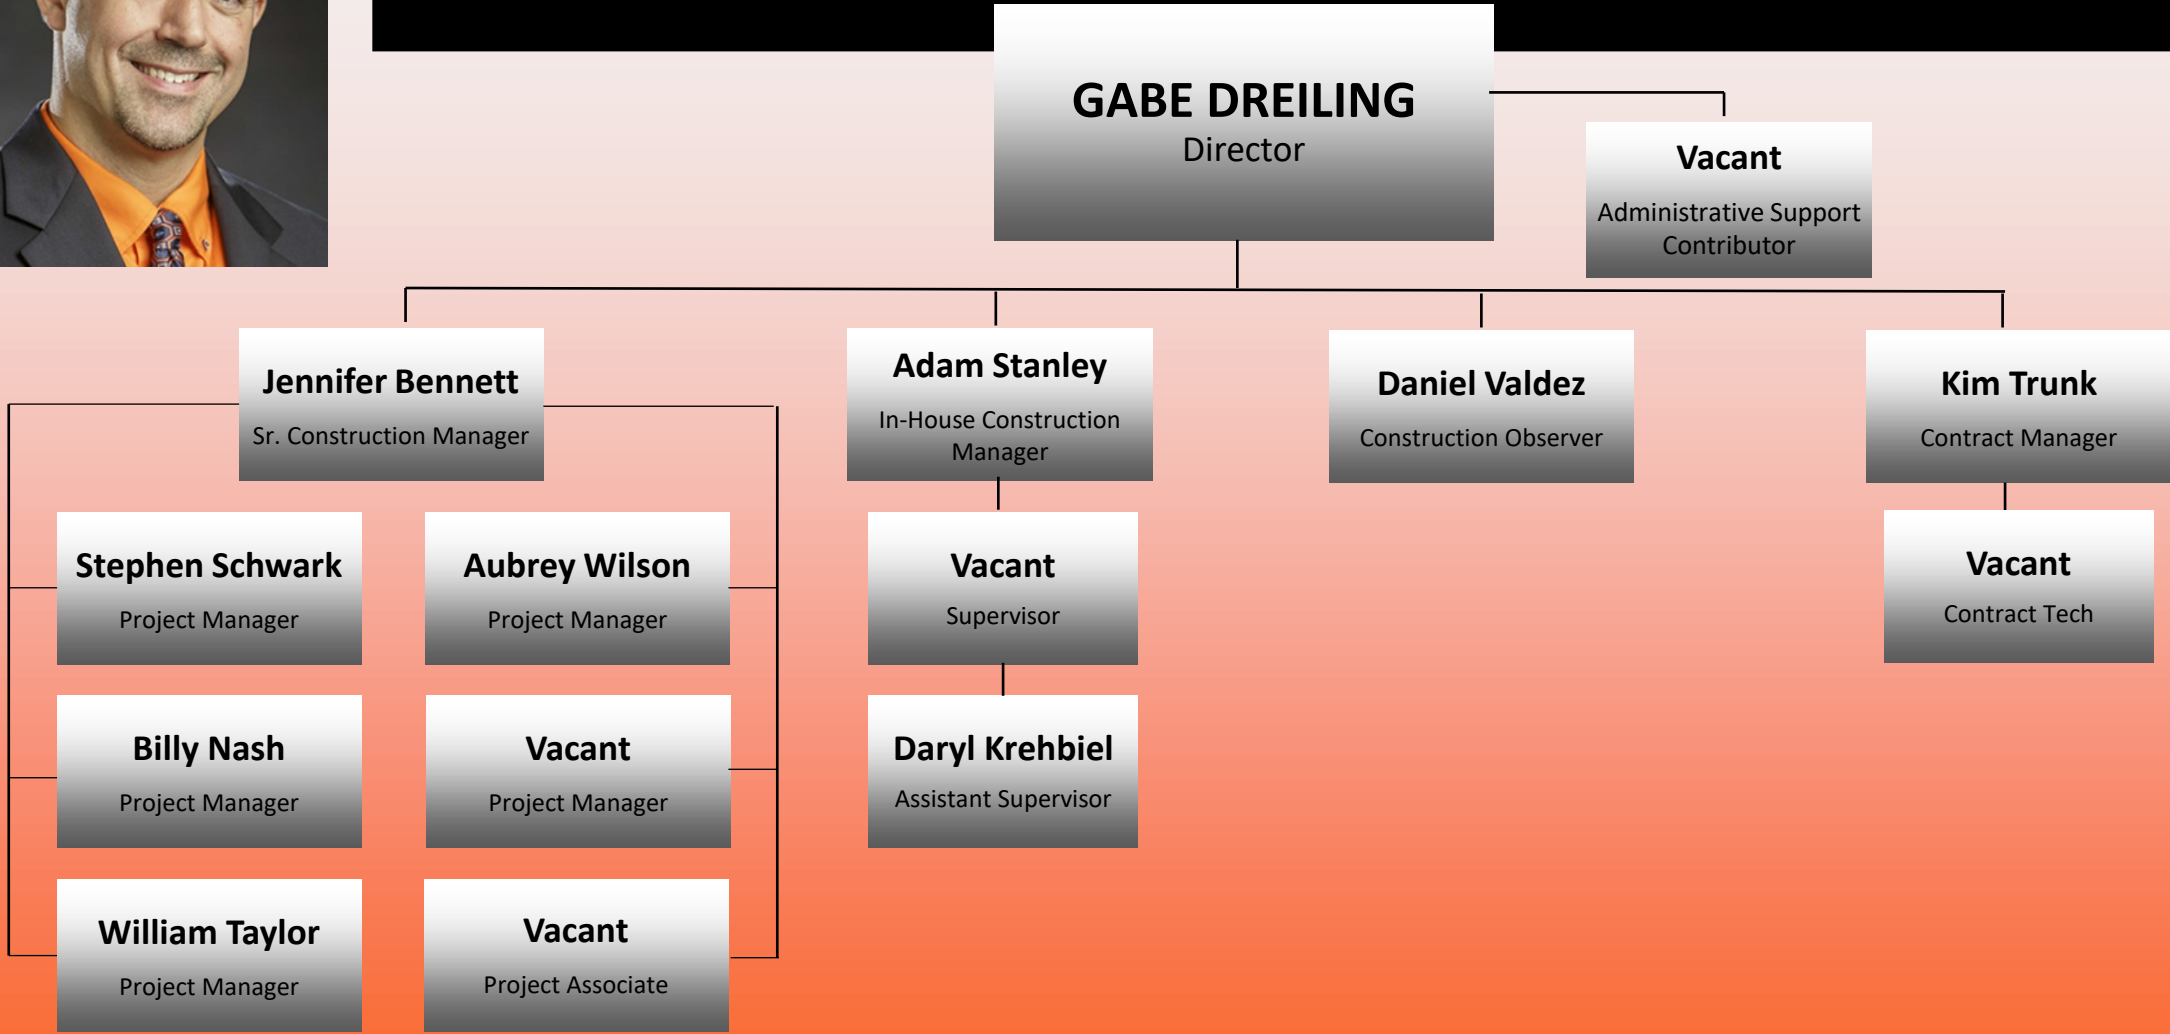 GABE DREILING
Director
Vacant
Administrative Support
Contributor
Jennifer Bennett
Sr. Construction Manager
Adam Stanley
In-House Construction
Manager
Daniel Valdez
Construction Observer
Kim Trunk
Contract Manager
Stephen Schwark
Project Manager
Aubrey Wilson
Project Manager
Vacant
Supervisor
Vacant
Contract Tech
Billy Nash
Project Manager
Vacant
Project Manager
Daryl Krehbiel
Assistant Supervisor
William Taylor
Project Manager
Vacant
Project Associate